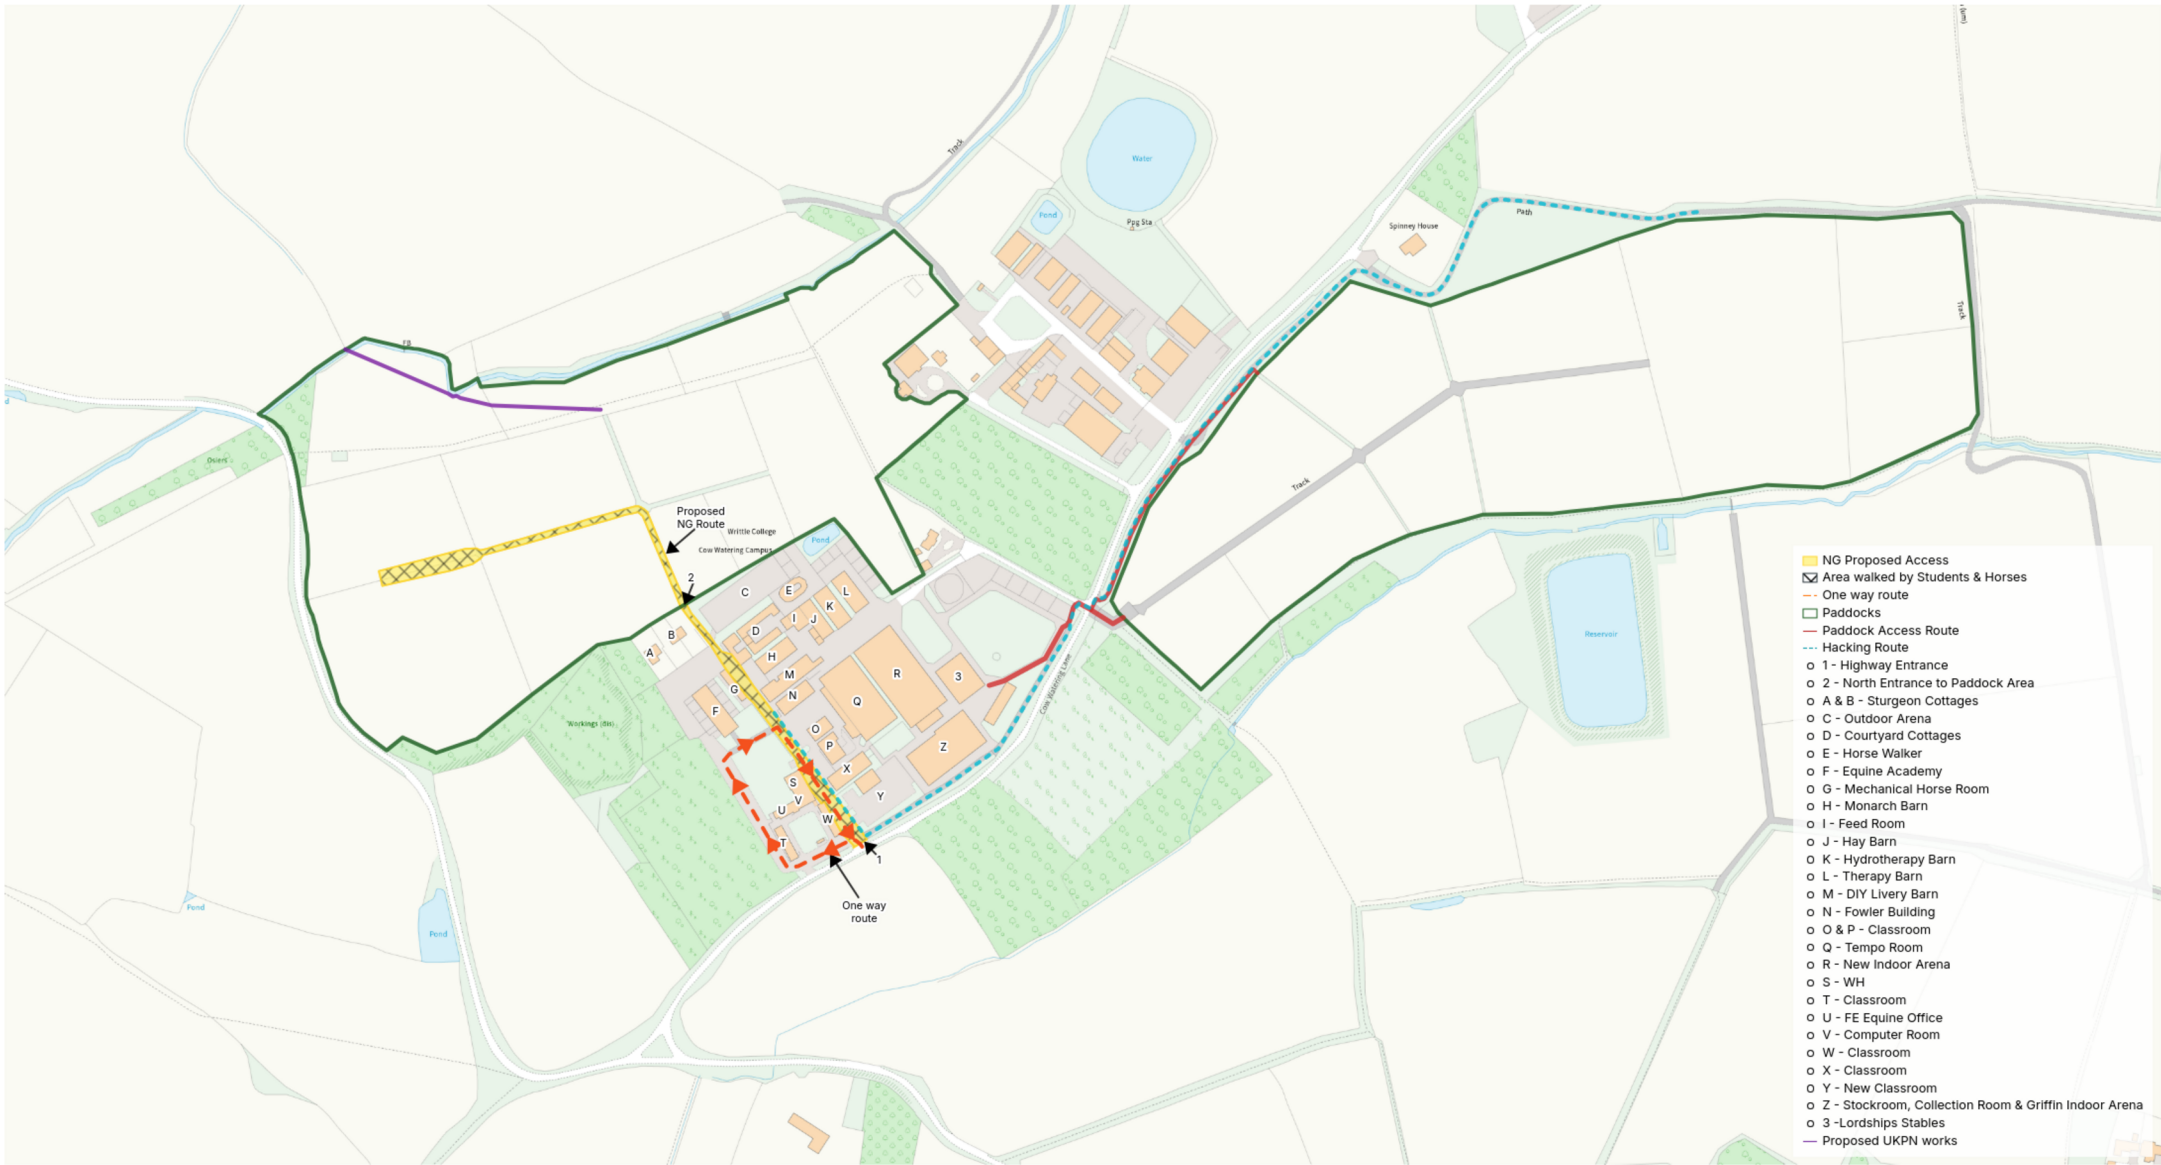 (um)
Track
Water
Pond
Ppg Sta
Path
Spinney House
Track
FB
Osiers
Track
Proposed
NG Route
Writtle College
Cow Watering Campus
Pond
2
C
E
L
K
I
J
D
B
A
H
M
G
N
R
3
Q
F
O
P
Z
X
S
V
Y
U
W
T
1
Cow Watering Lane
Workings (dis)
Reservoir
One way
route
Pond
Pond
NG Proposed Access
Area walked by Students & Horses
One way route
Paddocks
Paddock Access Route
Hacking Route
1 - Highway Entrance
2 - North Entrance to Paddock Area
A & B - Sturgeon Cottages
C - Outdoor Arena
D - Courtyard Cottages
E - Horse Walker
F - Equine Academy
G - Mechanical Horse Room
H - Monarch Barn
I - Feed Room
J - Hay Barn
K - Hydrotherapy Barn
L - Therapy Barn
M - DIY Livery Barn
N - Fowler Building
O & P - Classroom
Q - Tempo Room
R - New Indoor Arena
S - WH
T - Classroom
U - FE Equine Office
V - Computer Room
W - Classroom
X - Classroom
Y - New Classroom
Z - Stockroom, Collection Room & Griffin Indoor Arena
3 -Lordships Stables
Proposed UKPN works